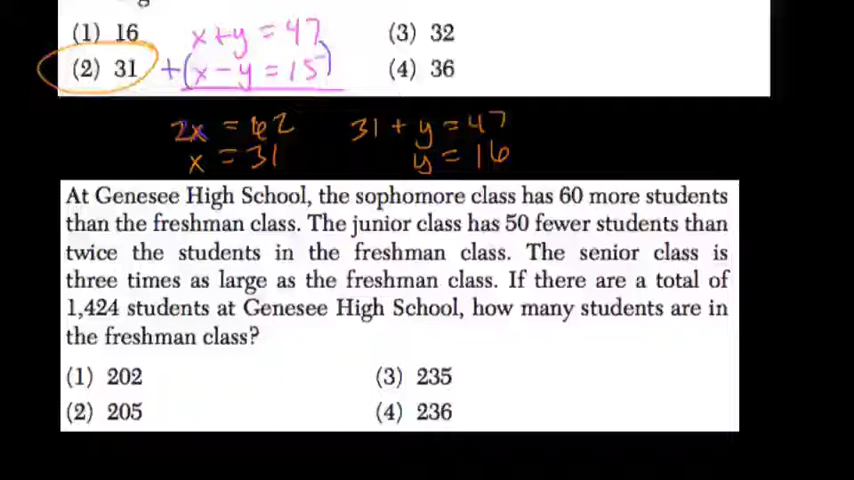 (1) 16 x + y = 47 (3) 32
(2) 31 + (x - y = 15) (4) 36
2x = 62 31 + y = 47
x = 31 y = 16
At Genesee High School, the sophomore class has 60 more students
than the freshman class. The junior class has 50 fewer students than
twice the students in the freshman class. The senior class is
three times as large as the freshman class. If there are a total of
1,424 students at Genesee High School, how many students are in
the freshman class?
(1) 202 (3) 235
(2) 205 (4) 236